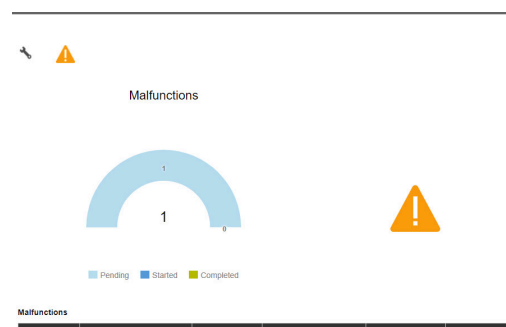 Malfunctions
1
1
0
Pending Started Completed
Malfunctions